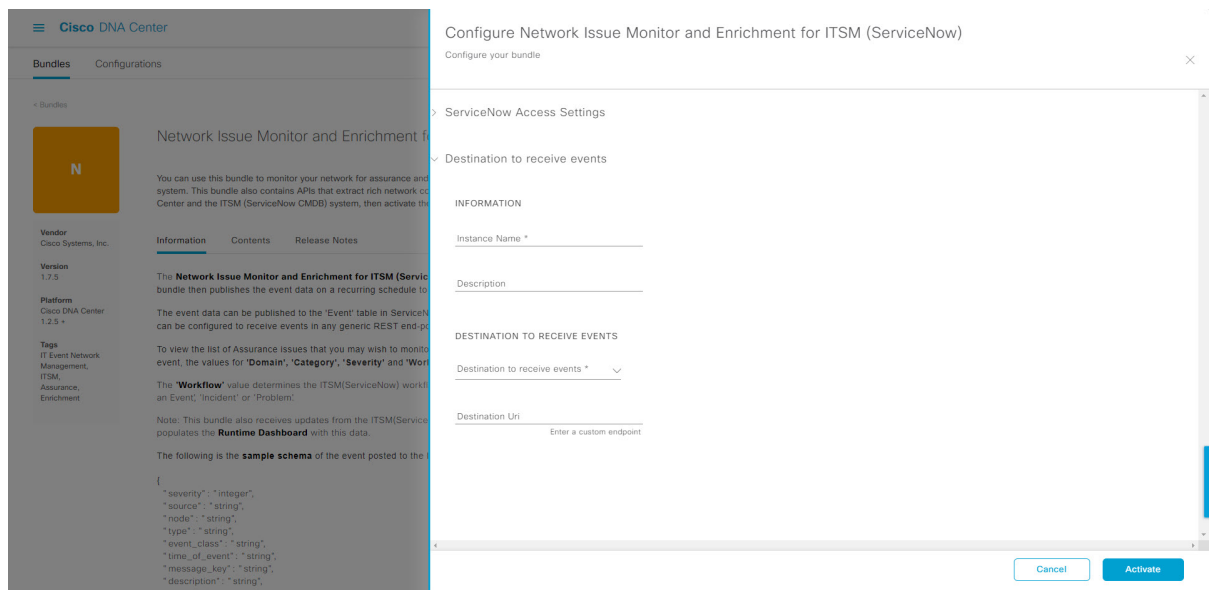 Cisco DNA Center
Bundles Configurations
< Bundles
N
Vendor
Cisco Systems, Inc.
Version
1.7.5
Platform
Cisco DNA Center
1.2.5 +
Tags
IT Event Network
Management,
ITSM,
Assurance,
Enrichment
Network Issue Monitor and Enrichment
You can use this bundle to monitor your network for assurance and
system. This bundle also contains APIs that extract rich network
Center and the ITSM (ServiceNow CMDB) system, then activate
Information Contents Release Notes
The Network Issue Monitor and Enrichment for ITSM
bundle then publishes the event data on a recurring schedule to
The event data can be published to the 'Event' table in
can be configured to receive events in any generic REST
To view the list of Assurance issues that you may wish to
event, the values for 'Domain', 'Category', 'Severity' and
The 'Workflow' value determines the ITSM(ServiceNow)
an Event', 'Incident' or 'Problem'.
Note: This bundle also receives updates from the
populates the Runtime Dashboard with this data.
The following is the sample schema of the event posted to the
{
"severity" : "integer",
"source" : "string",
"node" : "string",
"type" : "string",
"event_class" : "string",
"time_of_event" : "string",
"message_key" : "string",
"description" : "string",
Configure Network Issue Monitor and Enrichment for ITSM (ServiceNow)
Configure your bundle
ServiceNow Access Settings
Destination to receive events
INFORMATION
Instance Name *
Description
DESTINATION TO RECEIVE EVENTS
Destination to receive events *
Destination Uri
Enter a custom endpoint
Cancel Activate